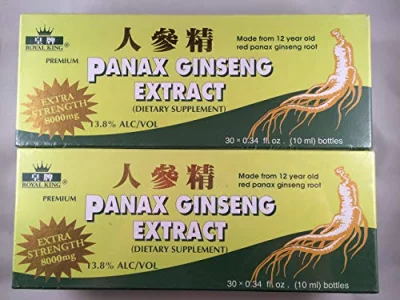 皇牌
ROYAL KING
人參精
Made from 12 year old
red panax ginseng root
PREMIUM
PANAX GINSENG
EXTRACT
(DIETARY SUPPLEMENT)
EXTRA
STRENGTH
8000mg
13.8% ALC/VOL
30 x 0.34 fl. oz. (10 ml) bottles
皇牌
ROYAL KING
人參精
Made from 12 year old
red panax ginseng root
PREMIUM
PANAX GINSENG
EXTRACT
(DIETARY SUPPLEMENT)
EXTRA
STRENGTH
8000mg
13.8% ALC/VOL
30 x 0.34 fl. oz. (10 ml) bottles